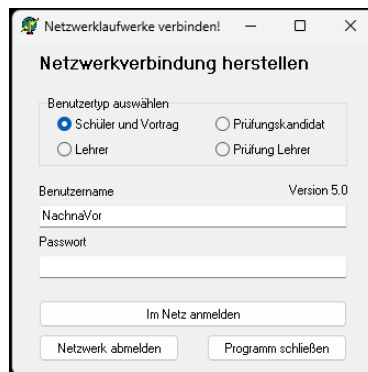 Netzwerklaufwerke verbinden!
Netzwerkverbindung herstellen
Benutzertyp auswählen
Schüler und Vortrag Prüfungskandidat
Lehrer Prüfung Lehrer
Benutzername Version 5.0
NachnaVor
Passwort
Im Netz anmelden
Netzwerk abmelden Programm schließen